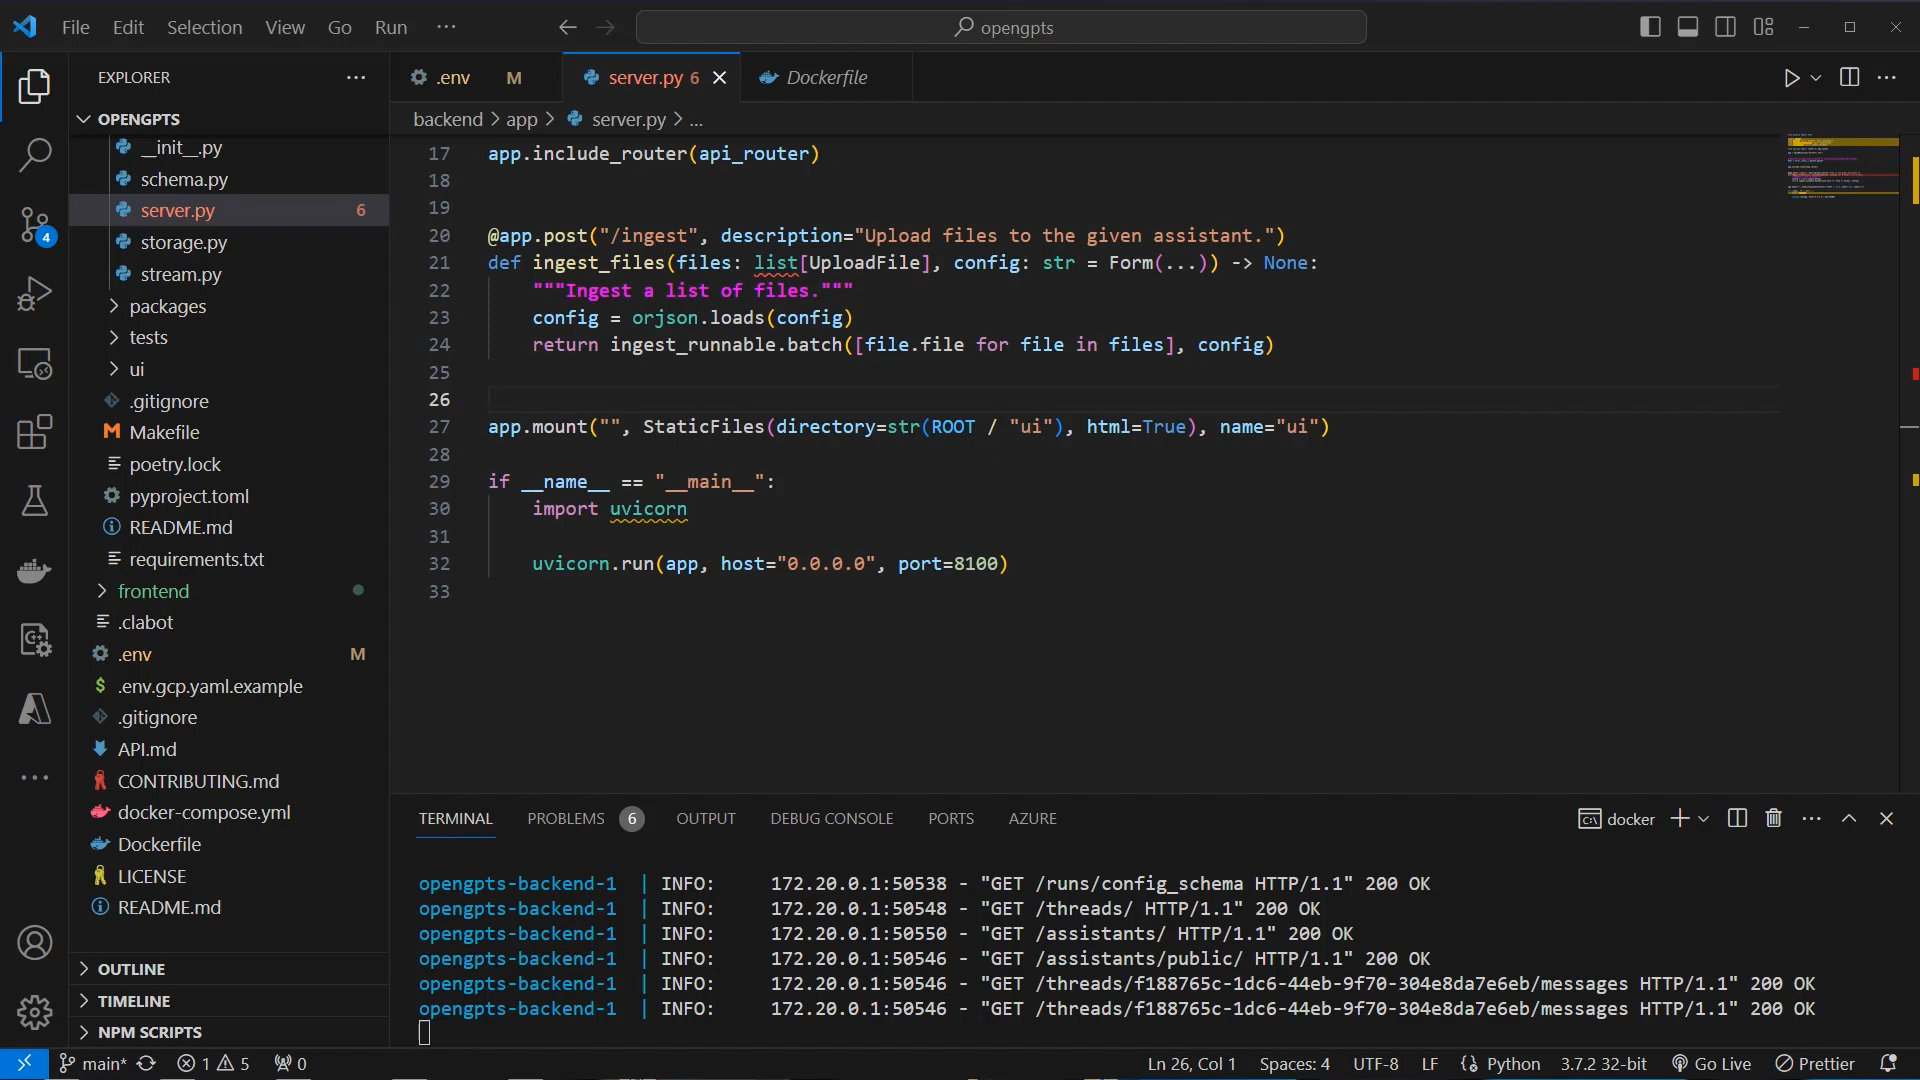 File Edit Selection View Go Run ··· opengpts
EXPLORER ···
OPENGPTS
__init__.py
schema.py
server.py 6
storage.py
stream.py
packages
tests
ui
.gitignore
Makefile
poetry.lock
pyproject.toml
README.md
requirements.txt
frontend
.clabot
.env M
.env.gcp.yaml.example
.gitignore
API.md
CONTRIBUTING.md
docker-compose.yml
Dockerfile
LICENSE
README.md
OUTLINE
TIMELINE
NPM SCRIPTS
4
.env M server.py 6 Dockerfile
backend > app > server.py > ...
17 app.include_router(api_router)
18
19
20 @app.post("/ingest", description="Upload files to the given assistant.")
21 def ingest_files(files: list[UploadFile], config: str = Form(...)) -> None:
22 """Ingest a list of files."""
23 config = orjson.loads(config)
24 return ingest_runnable.batch([file.file for file in files], config)
25
26
27 app.mount("", StaticFiles(directory=str(ROOT / "ui"), html=True), name="ui")
28
29 if __name__ == "__main__":
30 import uvicorn
31
32 uvicorn.run(app, host="0.0.0.0", port=8100)
33
TERMINAL PROBLEMS 6 OUTPUT DEBUG CONSOLE PORTS AZURE docker
opengpts-backend-1 | INFO: 172.20.0.1:50538 - "GET /runs/config_schema HTTP/1.1" 200 OK
opengpts-backend-1 | INFO: 172.20.0.1:50548 - "GET /threads/ HTTP/1.1" 200 OK
opengpts-backend-1 | INFO: 172.20.0.1:50550 - "GET /assistants/ HTTP/1.1" 200 OK
opengpts-backend-1 | INFO: 172.20.0.1:50546 - "GET /assistants/public/ HTTP/1.1" 200 OK
opengpts-backend-1 | INFO: 172.20.0.1:50546 - "GET /threads/f188765c-1dc6-44eb-9f70-304e8da7e6eb/messages HTTP/1.1" 200 OK
opengpts-backend-1 | INFO: 172.20.0.1:50546 - "GET /threads/f188765c-1dc6-44eb-9f70-304e8da7e6eb/messages HTTP/1.1" 200 OK
main* 1 5 0 Ln 26, Col 1 Spaces: 4 UTF-8 LF Python 3.7.2 32-bit Go Live Prettier